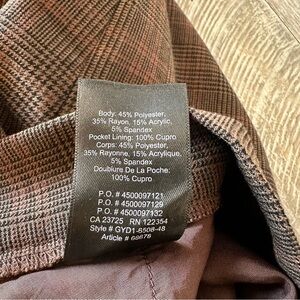 Body: 45% Polyester,
35% Rayon, 15% Acrylic,
5% Spandex
Pocket Lining: 100% Cupro
Corps: 45% Polyester,
35% Rayonne, 15% Acrylique,
5% Spandex
Doublure De La Poche:
100% Cupro
P.O. # 4500097121
P.O. # 4500097129
P.O. # 4500097132
CA 23725 RN 122354
Style # GYD1-6508-48
Article # 68678